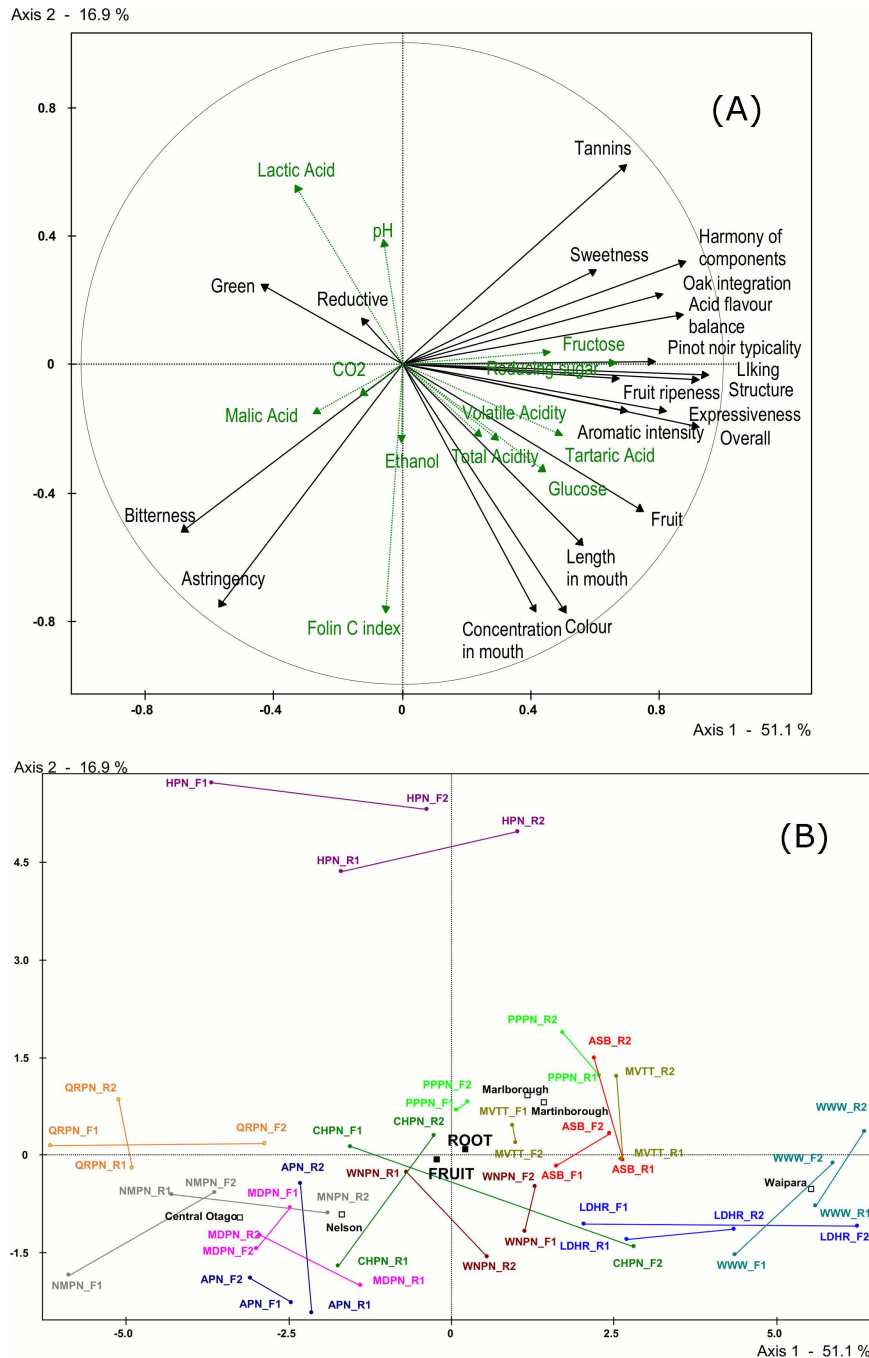 Axis 2 - 16.9 %
(A)
0.8
Tannins
Lactic Acid
0.4
pH
Sweetness
Harmony of
components
Green
Reductive
Oak integration
Acid flavour
balance
Fructose
Pinot noir typicality
0
CO2
Reducing sugar
LIking
Fruit ripeness
Structure
Malic Acid
Volatile Acidity
Expressiveness
Aromatic intensity
Overall
Ethanol
Total Acidity
Tartaric Acid
-0.4
Glucose
Bitterness
Fruit
Length
in mouth
Astringency
Folin C index
Concentration
in mouth
Colour
-0.8
-0.8
-0.4
0
0.4
0.8
Axis 1 - 51.1 %
Axis 2 - 16.9 %
HPN_F1
HPN_F2
HPN_R2
(B)
HPN_R1
4.5
3.0
PPPN_R2
1.5
ASB_R2
QRPN_R2
PPPN_F2
Marlborough
PPPN_R1
MVTT_R2
PPPN_F1
MVTT_F1
Martinborough
WWW_R2
QRPN_F1
QRPN_F2
CHPN_F1
CHPN_R2
ROOT
ASB_F2
0
MVTT_F2
MVTT_R1
WWW_F2
QRPN_R1
APN_R2
WNPN_R1
FRUIT
WNPN_F2
ASB_F1
ASB_R1
Waipara
NMPN_R1
NMPN_F2
MDPN_F1
MNPN_R2
Central Otago
Nelson
LDHR_F1
LDHR_R2
WWW_R1
MDPN_R2
MDPN_F2
WNPN_F1
LDHR_R1
LDHR_F2
-1.5
CHPN_R1
WNPN_R2
CHPN_F2
WWW_F1
NMPN_F1
APN_F2
MDPN_R1
APN_F1
APN_R1
-5.0
-2.5
0
2.5
5.0
Axis 1 - 51.1 %